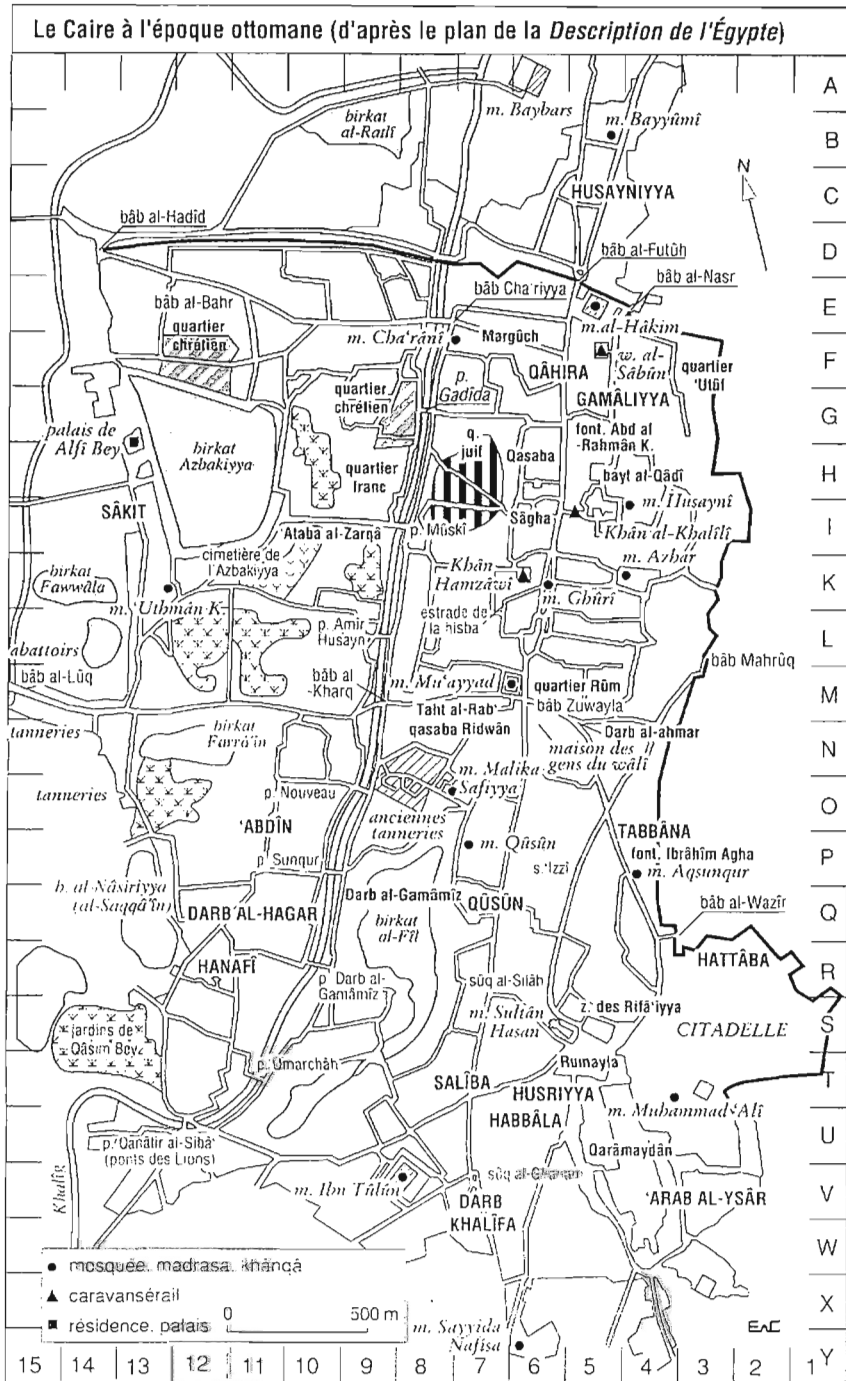 Le Caire à l'époque ottomane (d'après le plan de la Description de l'Égypte)
A
m. Baybars
birkat
al-Ratlî
m. Bayyûmî
B
N
C
HUSAYNIYYA
bâb al-Hadîd
D
bâb al-Futûh
bâb al-Nasr
bâb Cha'riyya
E
bâb al-Bahr
quartier
chrétien
m. Cha'rânî
Margûch
m. al-Hâkim
F
w. al-
Sâbûn
QÂHIRA
quartier
'Utûf
quartier
chrétien
p.
Gadîda
GAMÂLIYYA
G
palais de
Alfî Bey
birkat
Azbakiyya
q.
juif
Qasaba
font. Abd al
-Rahmân K.
quartier
franc
bayt al-Qâdî
H
SÂKIT
m. Husaynî
Sâgha
I
'Ataba al-Zarqâ
p. Mûskî
Khân al-Khalîlî
cimetière de
l'Azbakiyya
Khân
Hamzâwî
m. Azhar
birkat
Fawwâla
K
m. 'Uthmân K.
m. Ghûrî
p. Amir
Husayn
estrade de
la hisba
L
abattoirs
bâb al-Lûq
bâb al
-Kharq
m. Mu'ayyad
quartier Rûm
bâb Mahrûq
M
Taht al-Rab'
bâb Zuwayla
tanneries
birkat
Farrâ'în
qasaba Ridwân
Darb al-ahmar
maison des
gens du wâlî
N
m. Malika
Safiyya
tanneries
p. Nouveau
anciennes
tanneries
O
'ABDÎN
TABBÂNA
m. Qûsûn
font. Ibrâhîm Agha
P
p. Sunqur
s. 'Izzî
m. Aqsunqur
b. al-Nâsiriyya
(al-Saqqâ'în)
Darb al-Gamâmîz
QÛSÛN
bâb al-Wazîr
DARB AL-HAGAR
birkat
al-Fîl
Q
HATTÂBA
HANAFÎ
R
p. Darb al-
Gamâmîz
sûq al-Silâh
z. des Rifâ'iyya
m. Sultân
Hasan
jardins de
Qâsim Bey
CITADELLE
S
p. 'Umarchâh
Rumayla
SALÎBA
T
HUSRIYYA
m. Muhammad 'Alî
HABBÂLA
p. Qanâtir al-Sibâ'
(ponts des Lions)
Qarâmaydân
U
Khalîg
m. Ibn Tûlûn
DARB
KHALÎFA
'ARAB AL-YSÂR
V
W
mosquée, madrasa, khânqâ
caravansérail
X
résidence, palais
0 500 m
m. Sayyida
Nafisa
EAC
15 14 13 12 11 10 9 8 7 6 5 4 3 2 1 Y